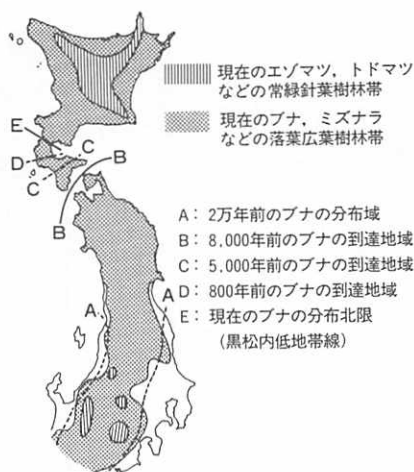 現在のエゾマツ，トドマツ
などの常緑針葉樹林帯
現在のブナ，ミズナラ
などの落葉広葉樹林帯
E
D
C
C
B
B
A：2万年前のブナの分布域
B：8,000年前のブナの到達地域
C：5,000年前のブナの到達地域
D：800年前のブナの到達地域
E：現在のブナの分布北限
（黒松内低地帯線）
A
A